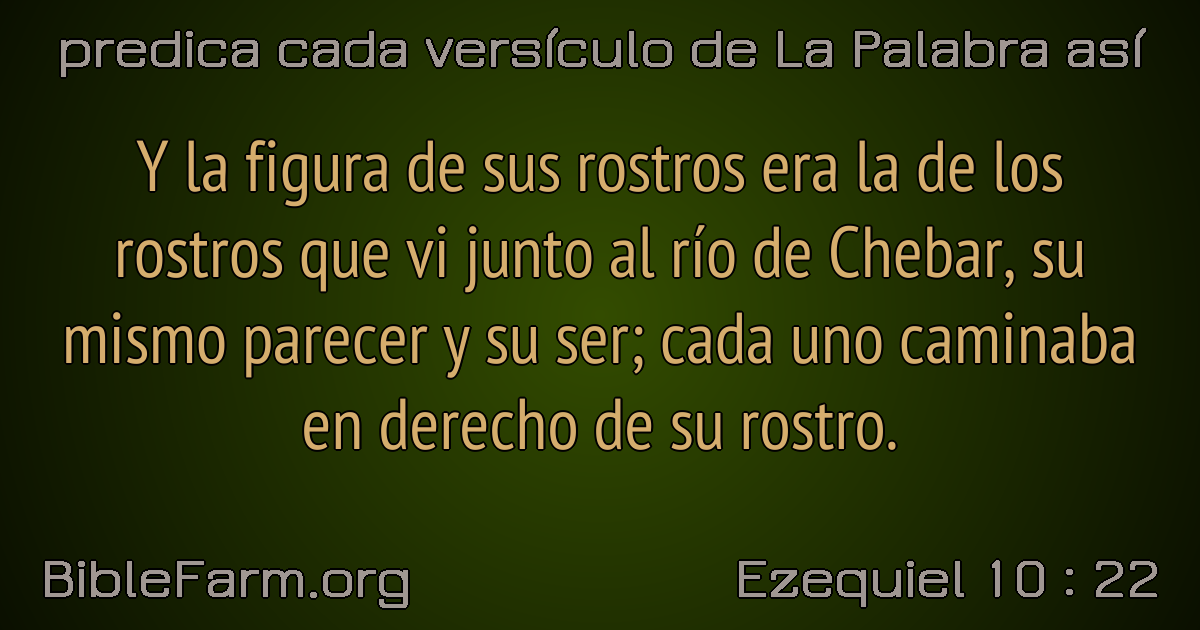 predica cada versículo de La Palabra así
Y la figura de sus rostros era la de los
rostros que vi junto al río de Chebar, su
mismo parecer y su ser; cada uno caminaba
en derecho de su rostro.
BibleFarm.org
Ezequiel 10 : 22